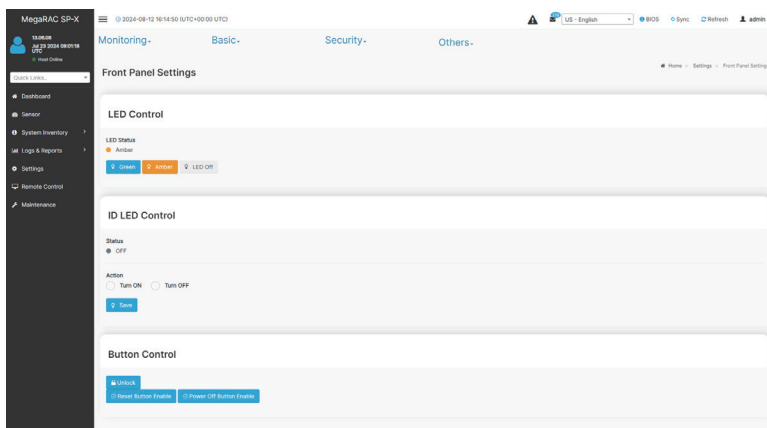 MegaRAC SP-X
2024-08-12 16:14:50 (UTC+00:00 UTC)
US - English
BIOS
Sync
Refresh
admin
13.06.06
Jul 23 2024 08:01:18
UTC
Host Online
Quick Links...
Dashboard
Sensor
System Inventory
Logs & Reports
Settings
Remote Control
Maintenance
Monitoring
Basic
Security
Others
Front Panel Settings
Home > Settings > Front Panel Setting
LED Control
LED Status
Amber
Green Amber LED Off
ID LED Control
Status
OFF
Action
Turn ON Turn OFF
Save
Button Control
Unlock
Reset Button Enable Power Off Button Enable